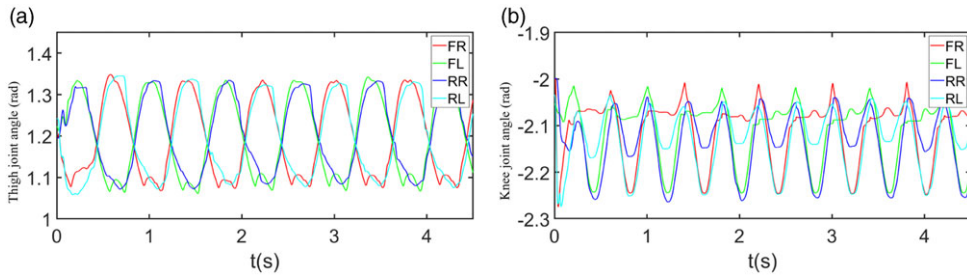 (a)
Thigh joint angle (rad)
1.4
1.3
1.2
1.1
1
0
1
2
3
4
t(s)
FR
FL
RR
RL
(b)
Knee joint angle (rad)
-1.9
-2
-2.1
-2.2
-2.3
0
1
2
3
4
t(s)
FR
FL
RR
RL